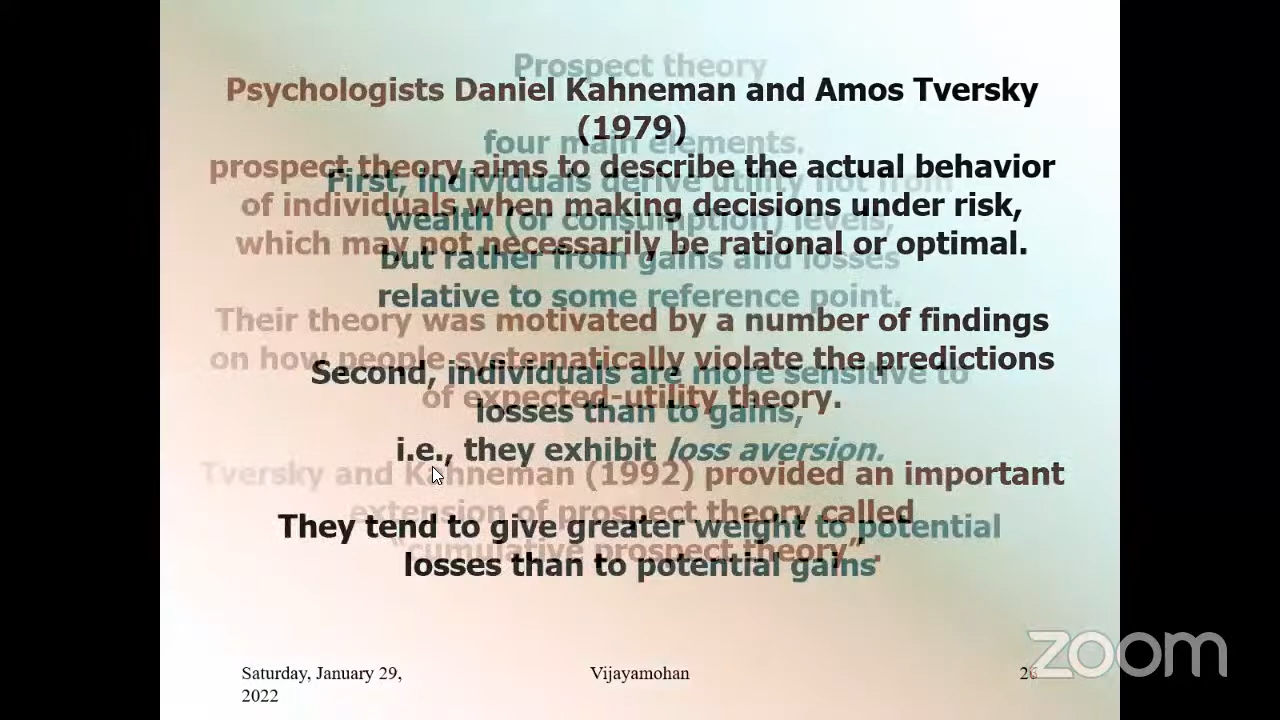 Prospect theory
Psychologists Daniel Kahneman and Amos Tversky
(1979)
four main elements.
prospect theory aims to describe the actual behavior
First, individuals derive utility not from
of individuals when making decisions under risk,
wealth (or consumption) levels,
which may not necessarily be rational or optimal.
but rather from gains and losses
relative to some reference point.
Their theory was motivated by a number of findings
on how people systematically violate the predictions
Second, individuals are more sensitive to
of expected-utility theory.
losses than to gains,
i.e., they exhibit loss aversion.
Tversky and Kahneman (1992) provided an important
extension of prospect theory called
They tend to give greater weight to potential
“cumulative prospect theory”.
losses than to potential gains
Saturday, January 29,
2022
Vijayamohan
26
zoom